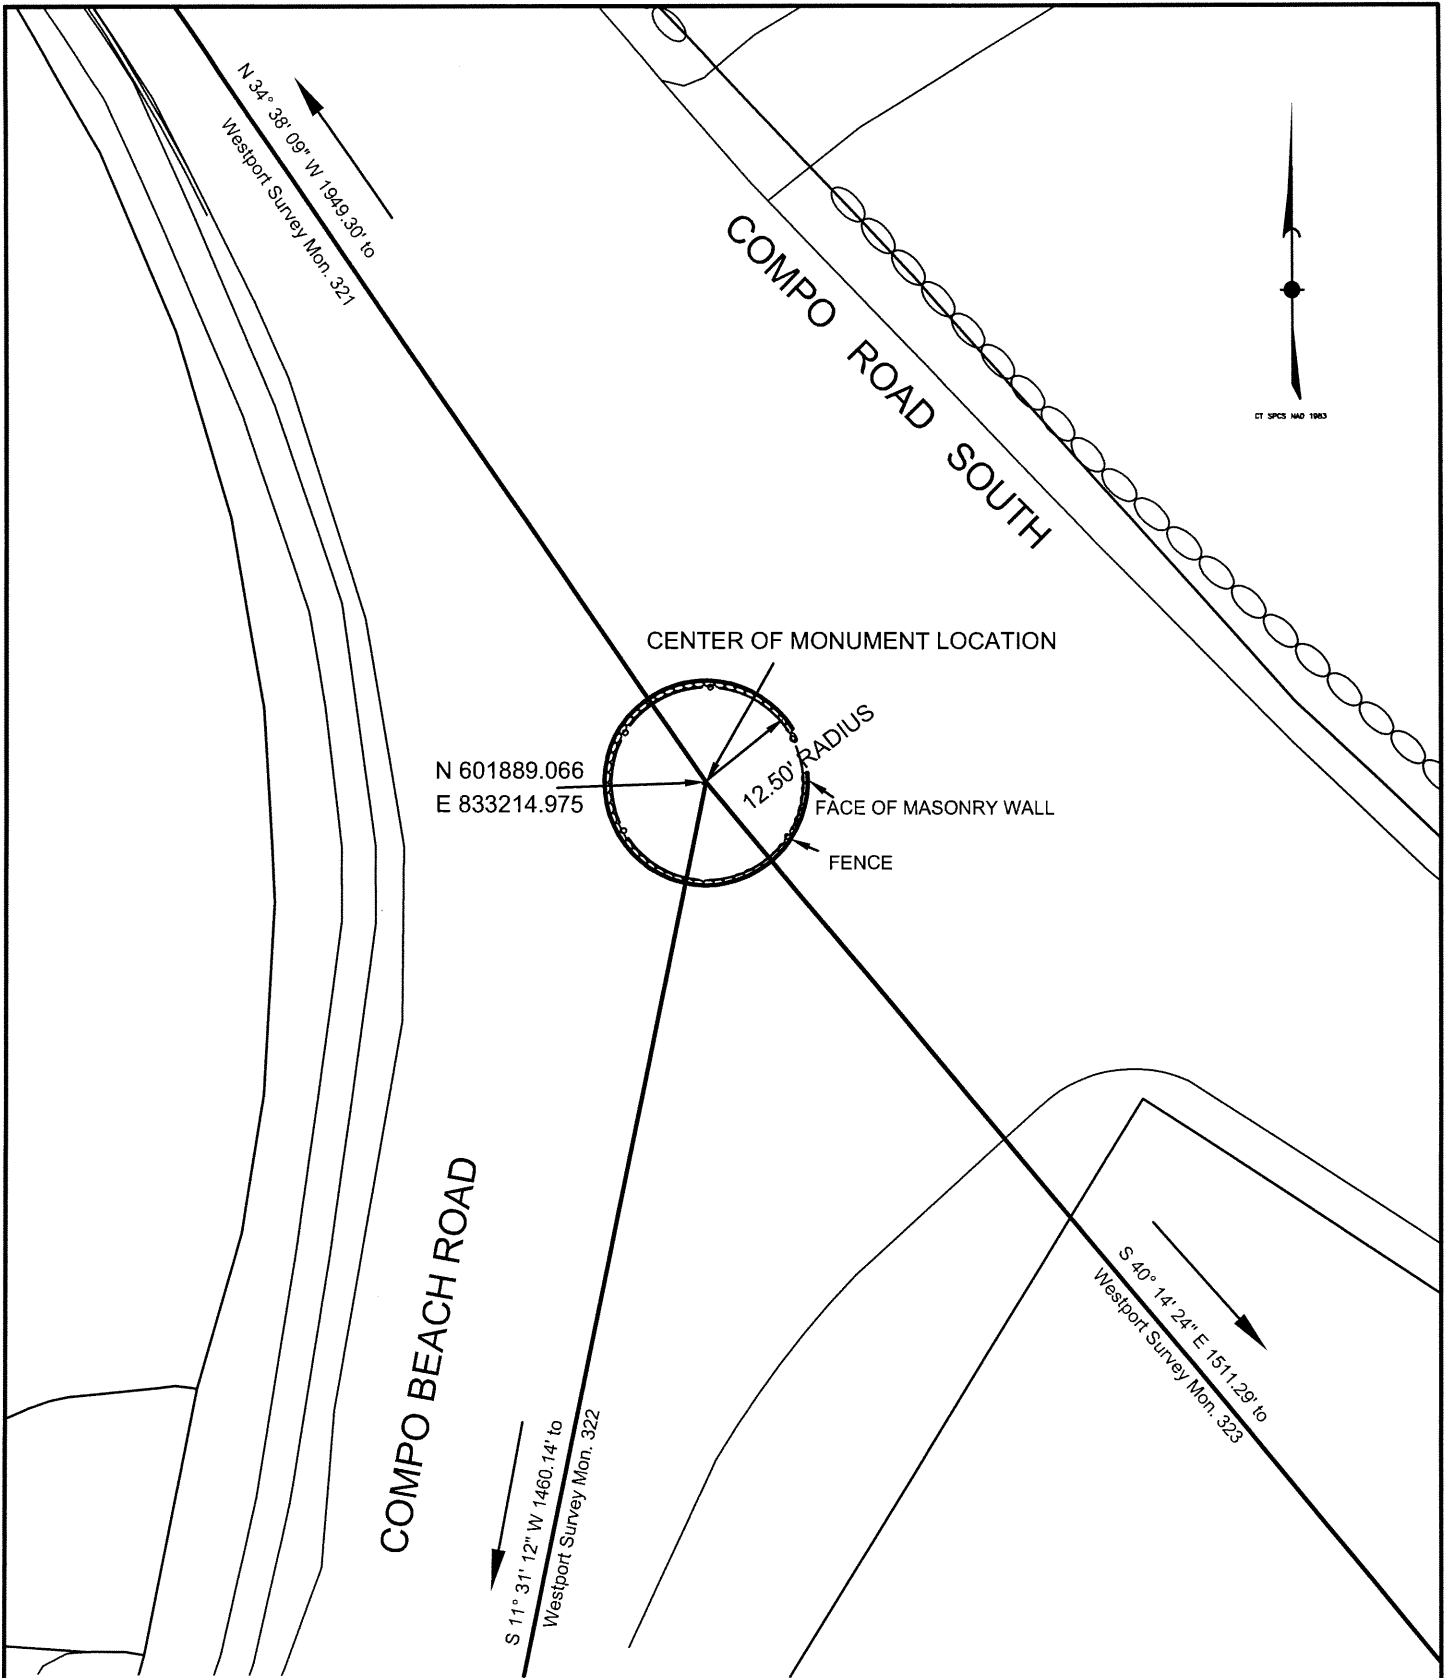 N 34° 38' 09" W 1949.30' to
Westport Survey Mon. 321
COMPO ROAD SOUTH
CT SPCS NAD 1983
CENTER OF MONUMENT LOCATION
12.50' RADIUS
N 601889.066
E 833214.975
FACE OF MASONRY WALL
FENCE
COMPO BEACH ROAD
S 40° 14' 24" E 1511.29' to
Westport Survey Mon. 323
S 11° 31' 12" W 1460.14' to
Westport Survey Mon. 322